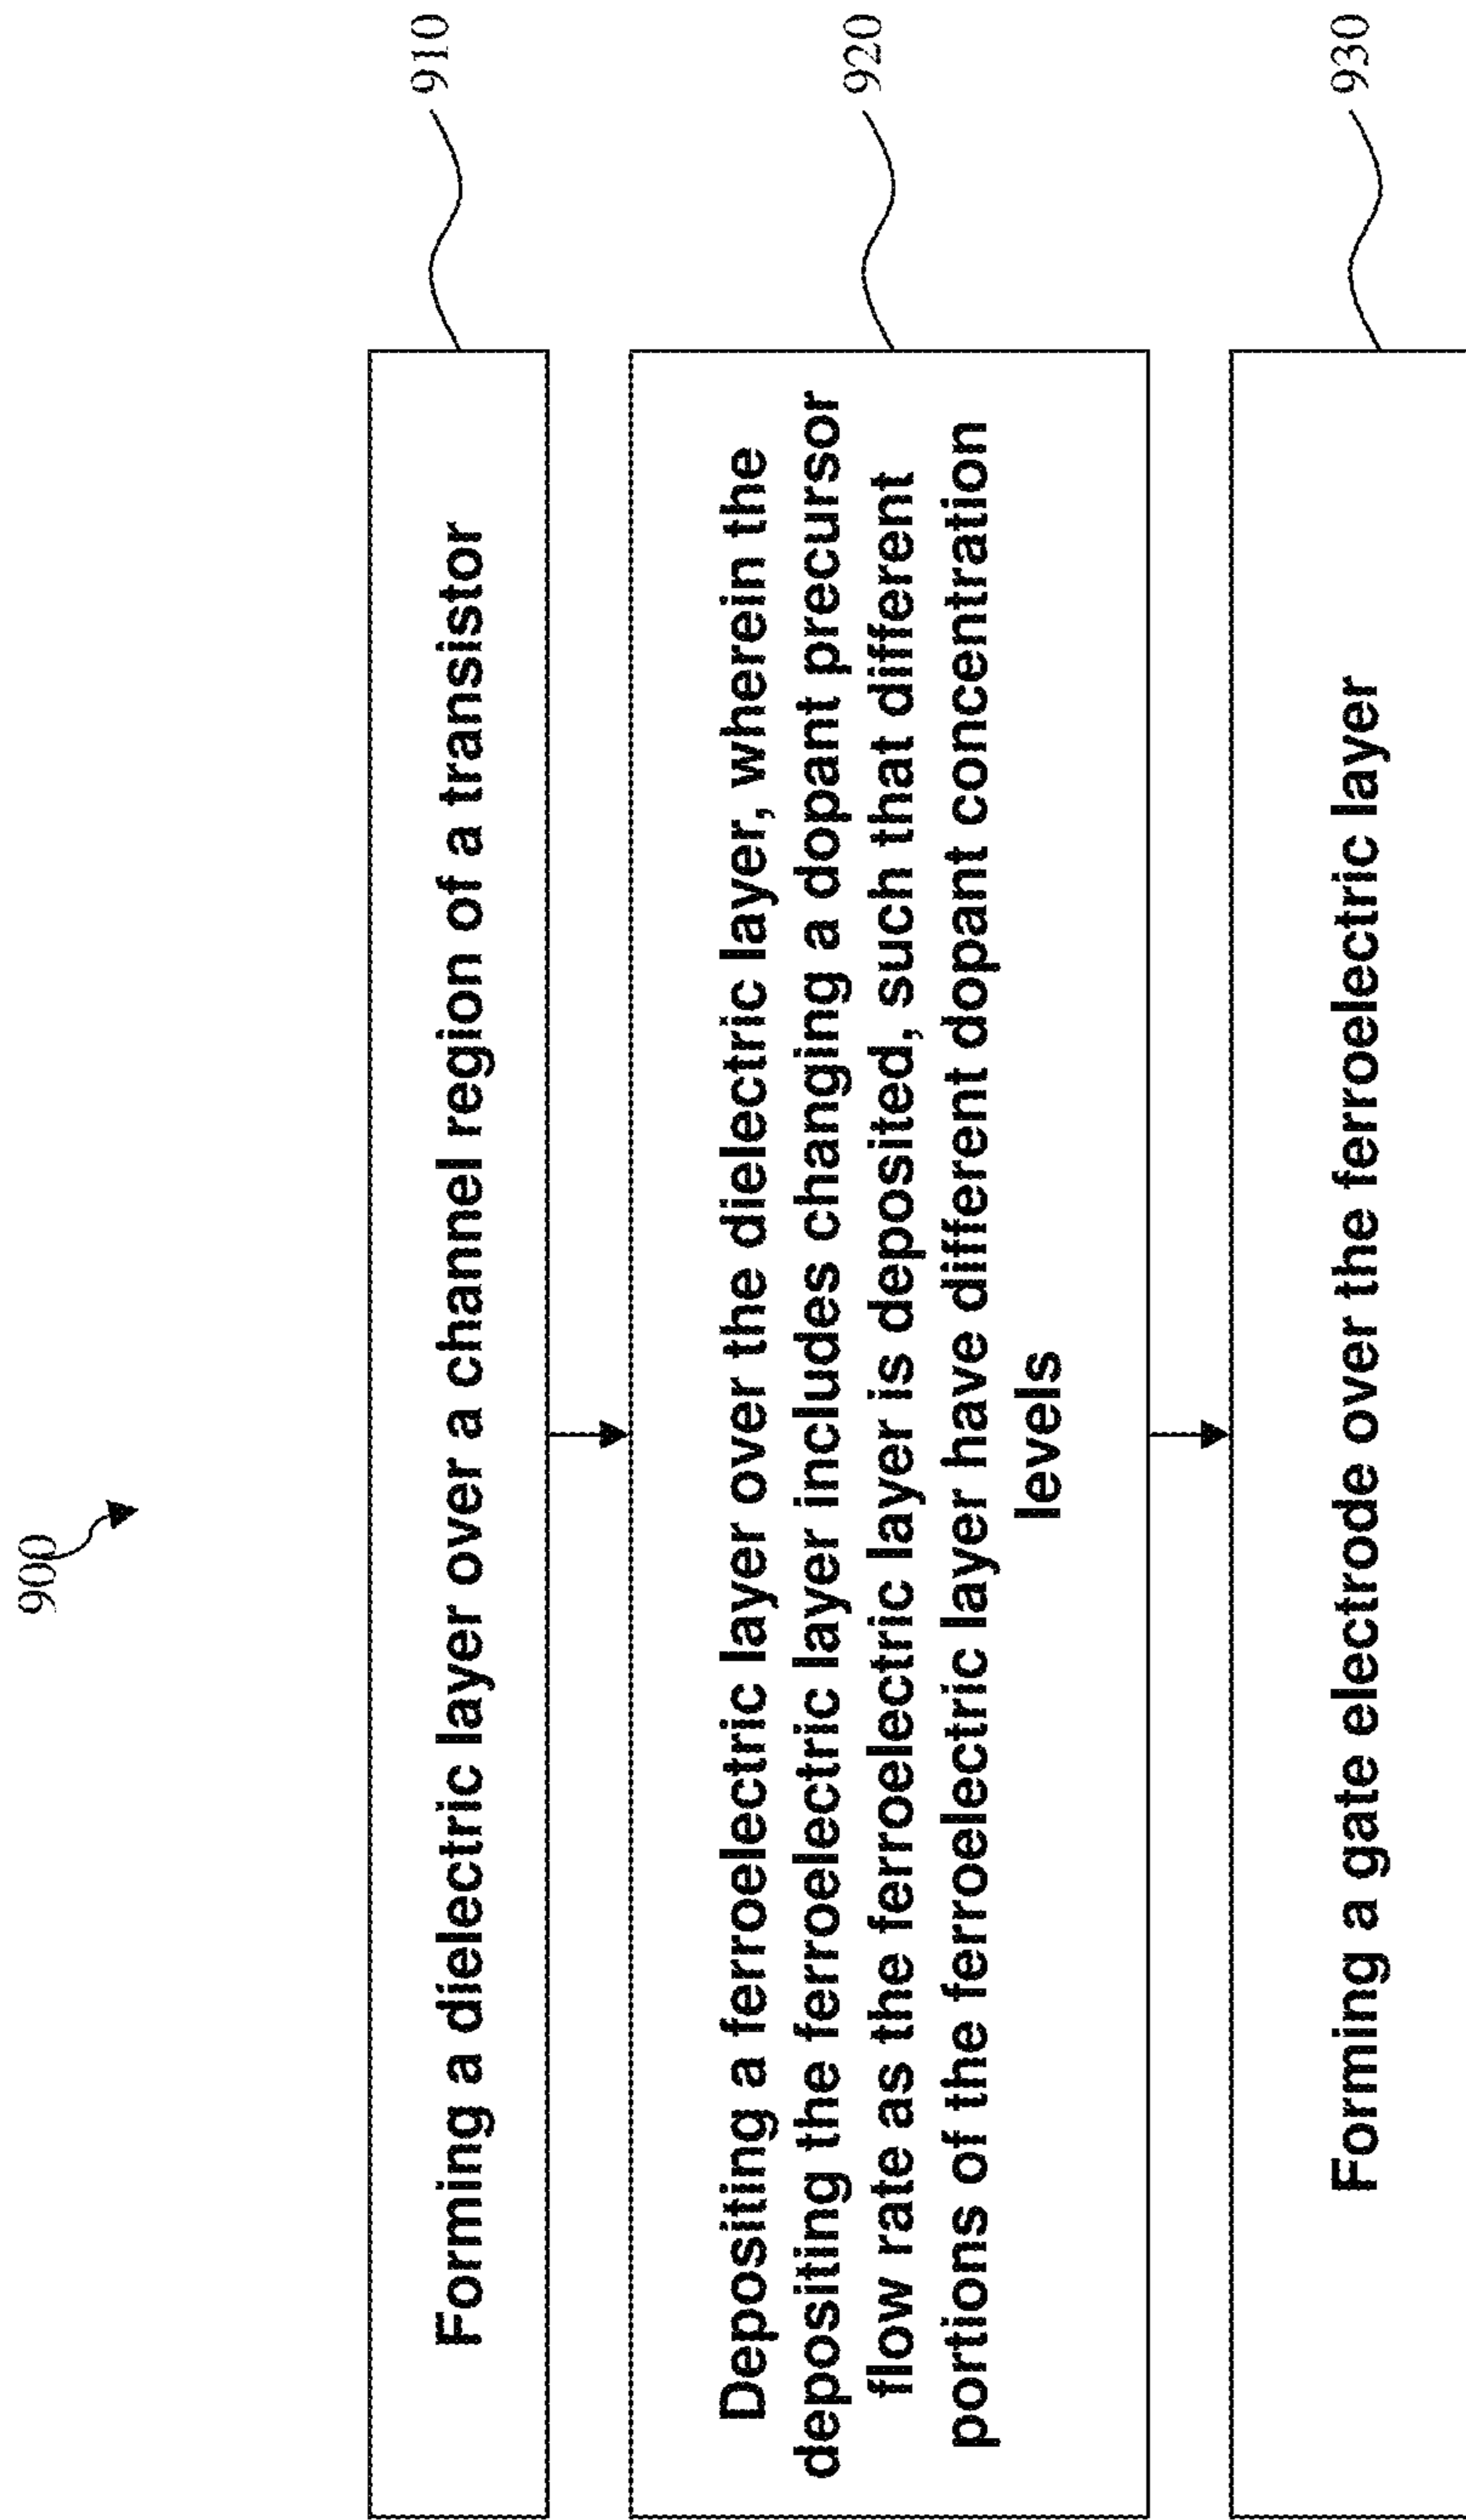 900
Forming a dielectric layer over a channel region of a transistor
910
Depositing a ferroelectric layer over the dielectric layer, wherein the
depositing the ferroelectric layer includes changing a dopant precursor
flow rate as the ferroelectric layer is deposited, such that different
portions of the ferroelectric layer have different dopant concentration
levels
920
Forming a gate electrode over the ferroelectric layer
930